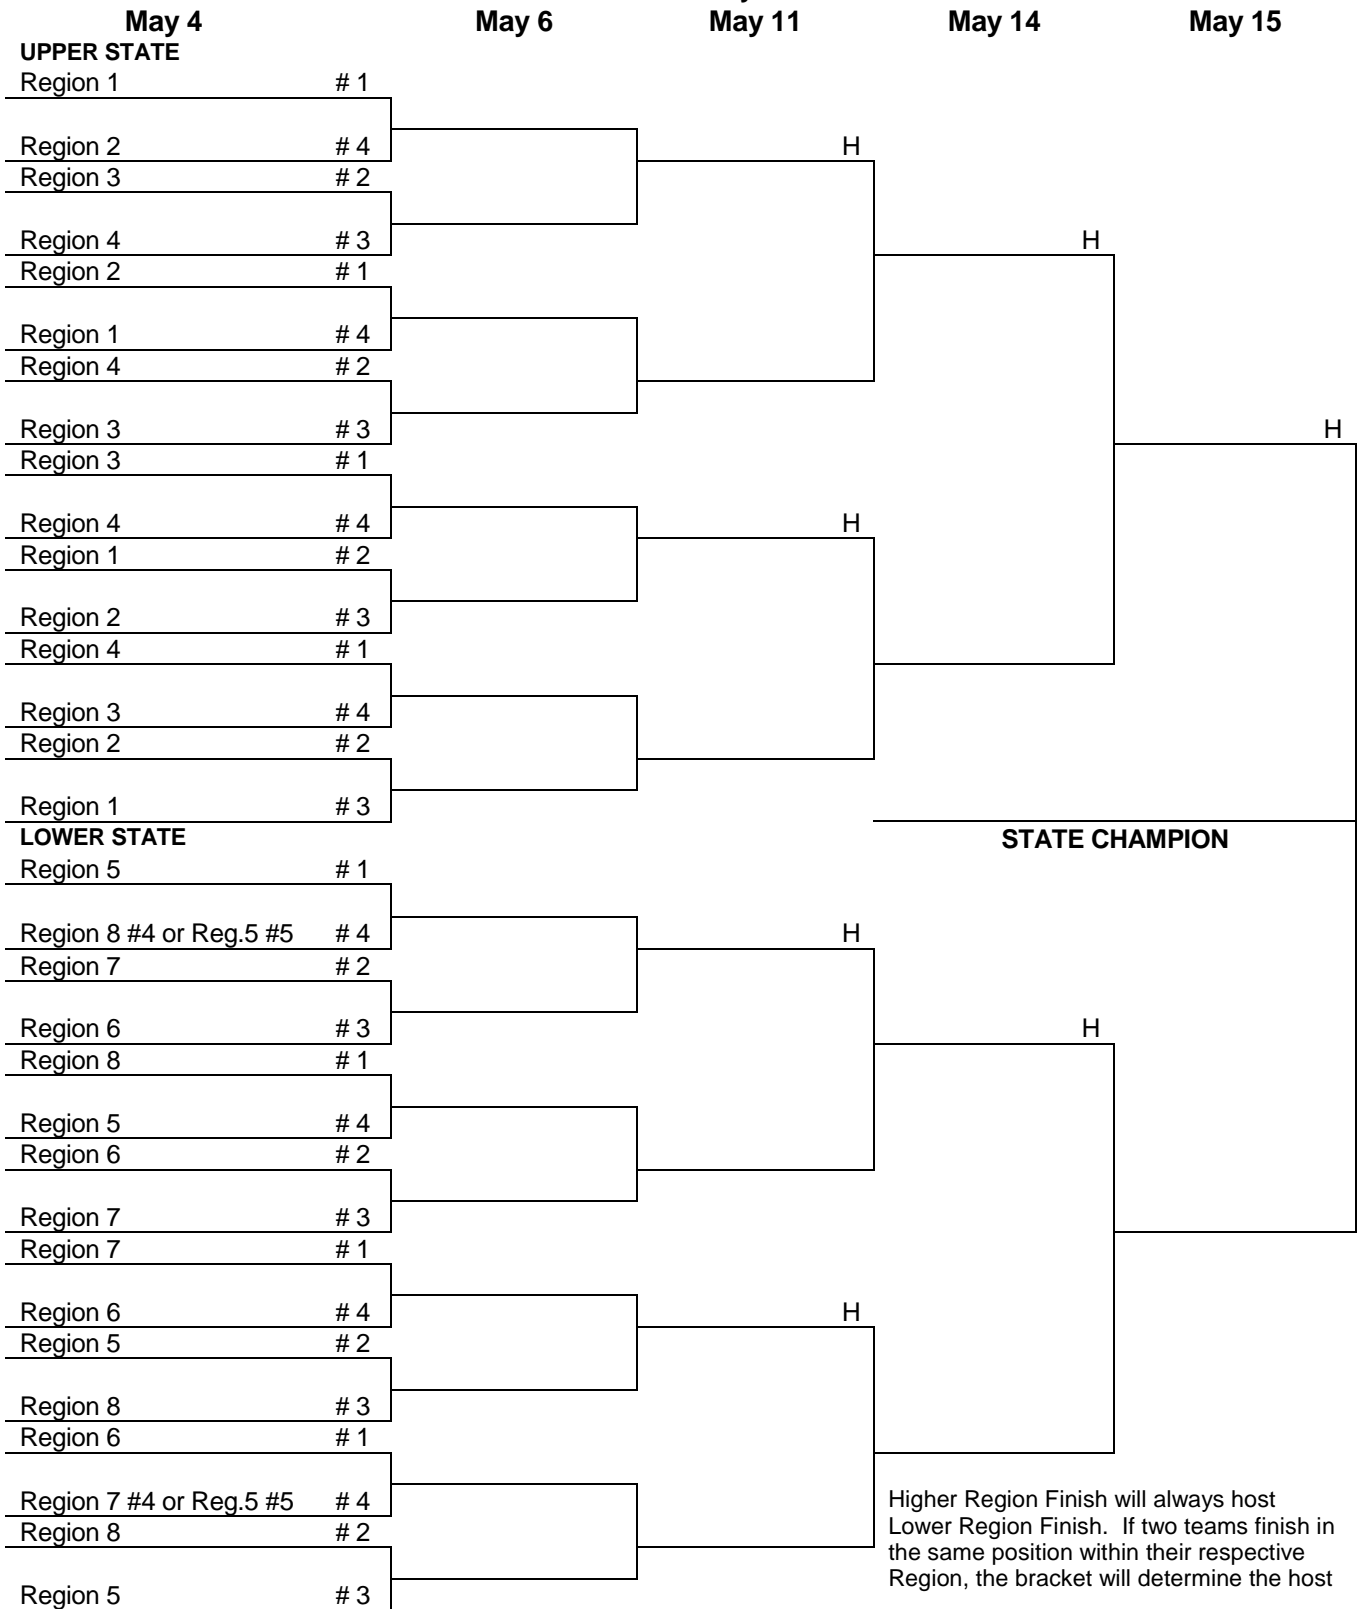 May 4 May 6 May 11 May 14 May 15
UPPER STATE
Region 1 # 1
Region 2 # 4 H
Region 3 # 2
Region 4 # 3 H
Region 2 # 1
Region 1 # 4
Region 4 # 2
Region 3 # 3 H
Region 3 # 1
Region 4 # 4 H
Region 1 # 2
Region 2 # 3
Region 4 # 1
Region 3 # 4
Region 2 # 2
Region 1 # 3
LOWER STATE STATE CHAMPION
Region 5 # 1
Region 8 #4 or Reg.5 #5 # 4 H
Region 7 # 2
Region 6 # 3 H
Region 8 # 1
Region 5 # 4
Region 6 # 2
Region 7 # 3
Region 7 # 1
Region 6 # 4 H
Region 5 # 2
Region 8 # 3
Region 6 # 1
Region 7 #4 or Reg.5 #5 # 4
Region 8 # 2
Region 5 # 3
Higher Region Finish will always host
Lower Region Finish. If two teams finish in
the same position within their respective
Region, the bracket will determine the host